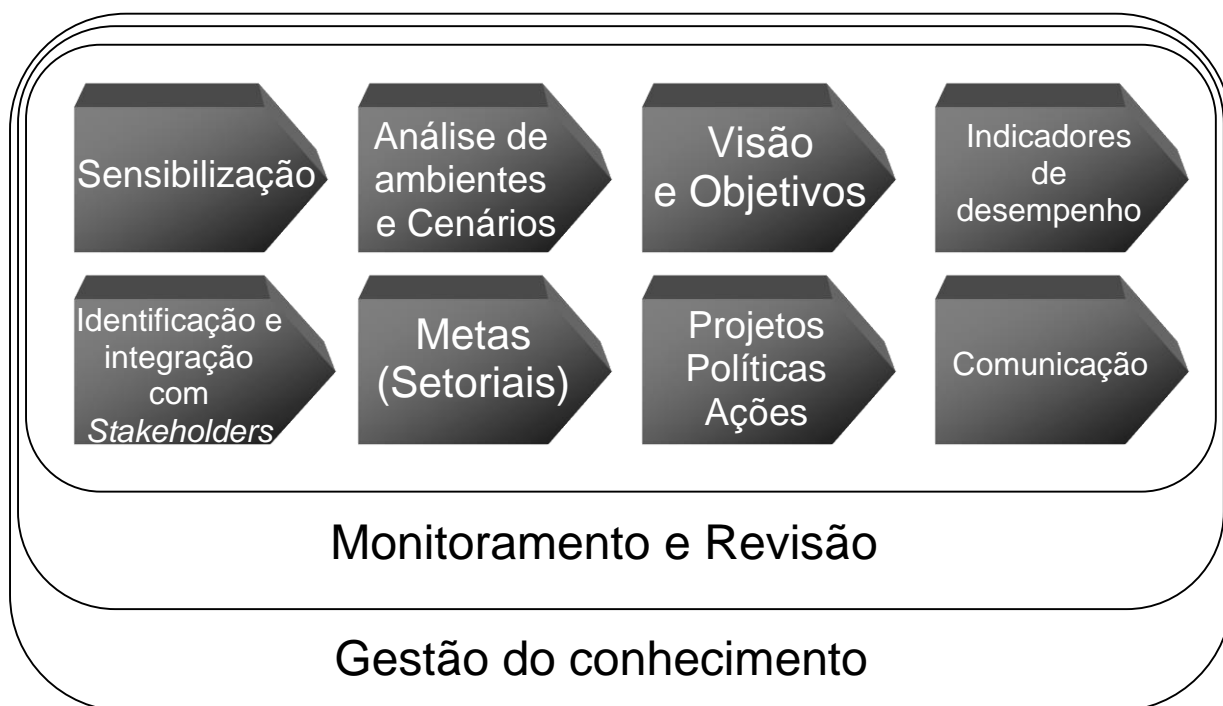 Sensibilização
Análise de
ambientes
e Cenários
Visão
e Objetivos
Indicadores
de
desempenho
Identificação e
integração
com
Stakeholders
Metas
(Setoriais)
Projetos
Políticas
Ações
Comunicação
Monitoramento e Revisão
Gestão do conhecimento